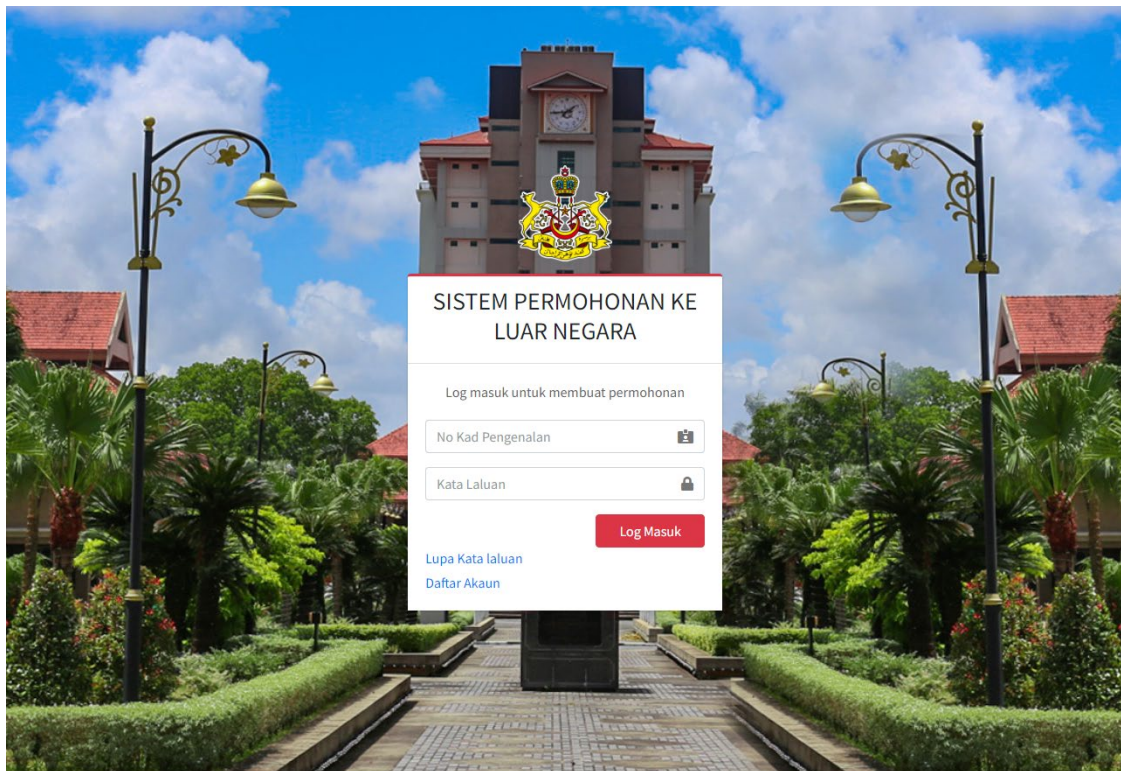 SISTEM PERMOHONAN KE
LUAR NEGARA
Log masuk untuk membuat permohonan
No Kad Pengenalan
Kata Laluan
Log Masuk
Lupa Kata laluan
Daftar Akaun